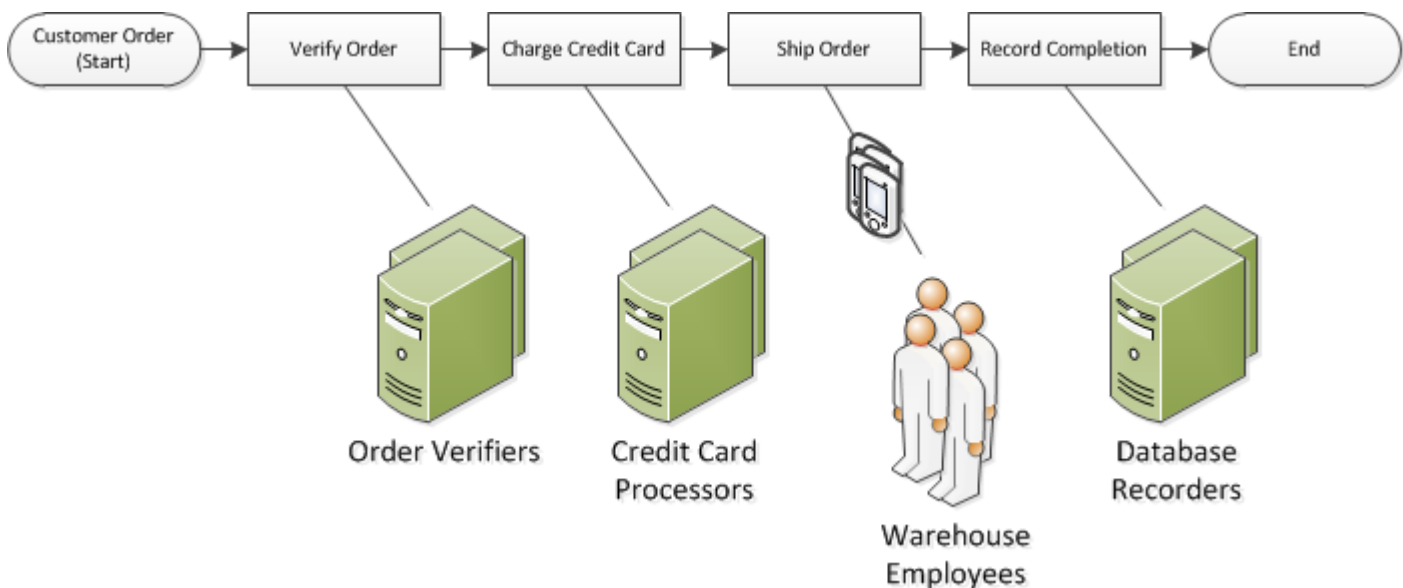 Customer Order
(Start)
Verify Order
Charge Credit Card
Ship Order
Record Completion
End
Order Verifiers
Credit Card
Processors
Warehouse
Employees
Database
Recorders